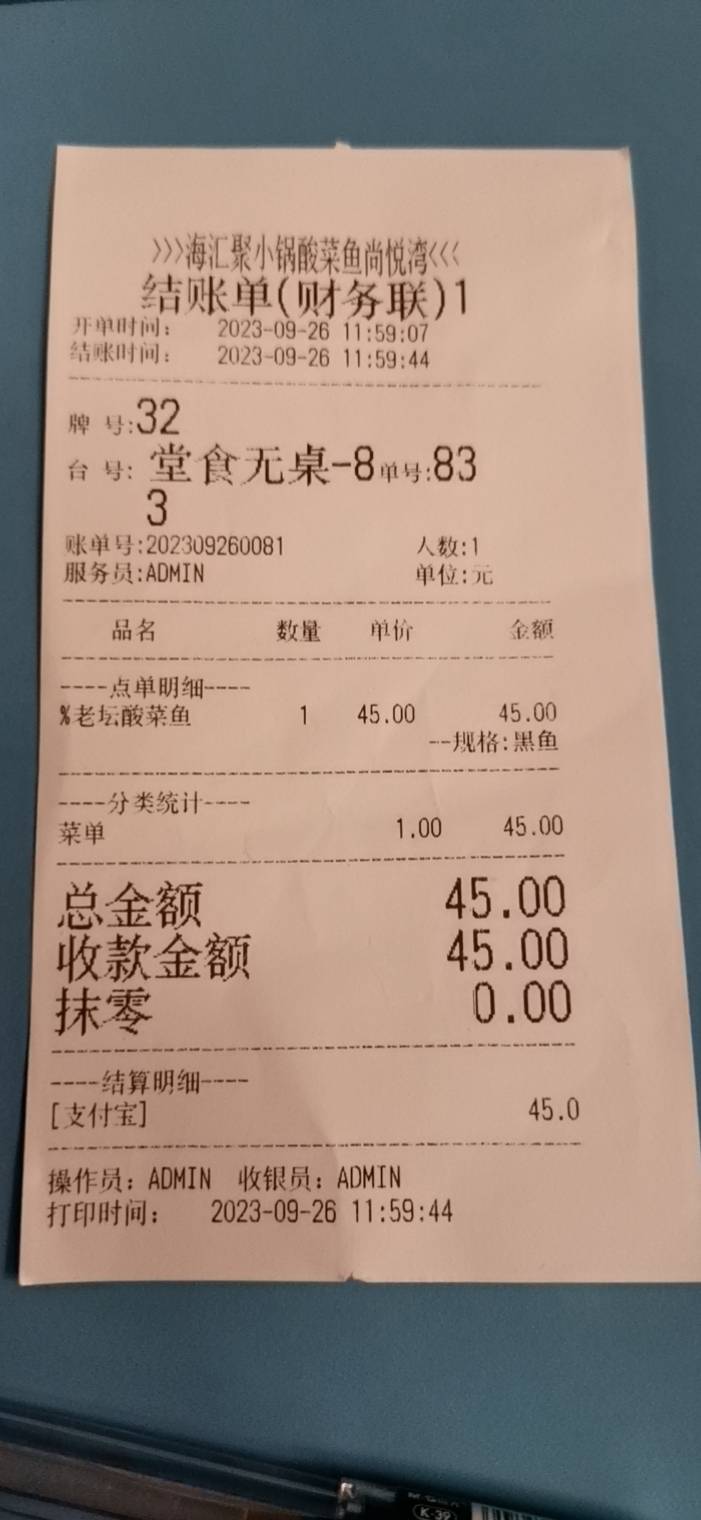 >>>海汇聚小锅酸菜鱼尚悦湾<<<
结账单(财务联)1
开单时间: 2023-09-26 11:59:07
结账时间: 2023-09-26 11:59:44
牌 号:32
台 号: 堂食无桌-8单号:83
3
账单号:202309260081 人数:1
服务员:ADMIN 单位:元
品名 数量 单价 金额
----点单明细----
%老坛酸菜鱼 1 45.00 45.00
--规格:黑鱼
----分类统计----
菜单 1.00 45.00
总金额 45.00
收款金额 45.00
抹零 0.00
----结算明细----
[支付宝] 45.0
操作员: ADMIN 收银员: ADMIN
打印时间: 2023-09-26 11:59:44
K-39